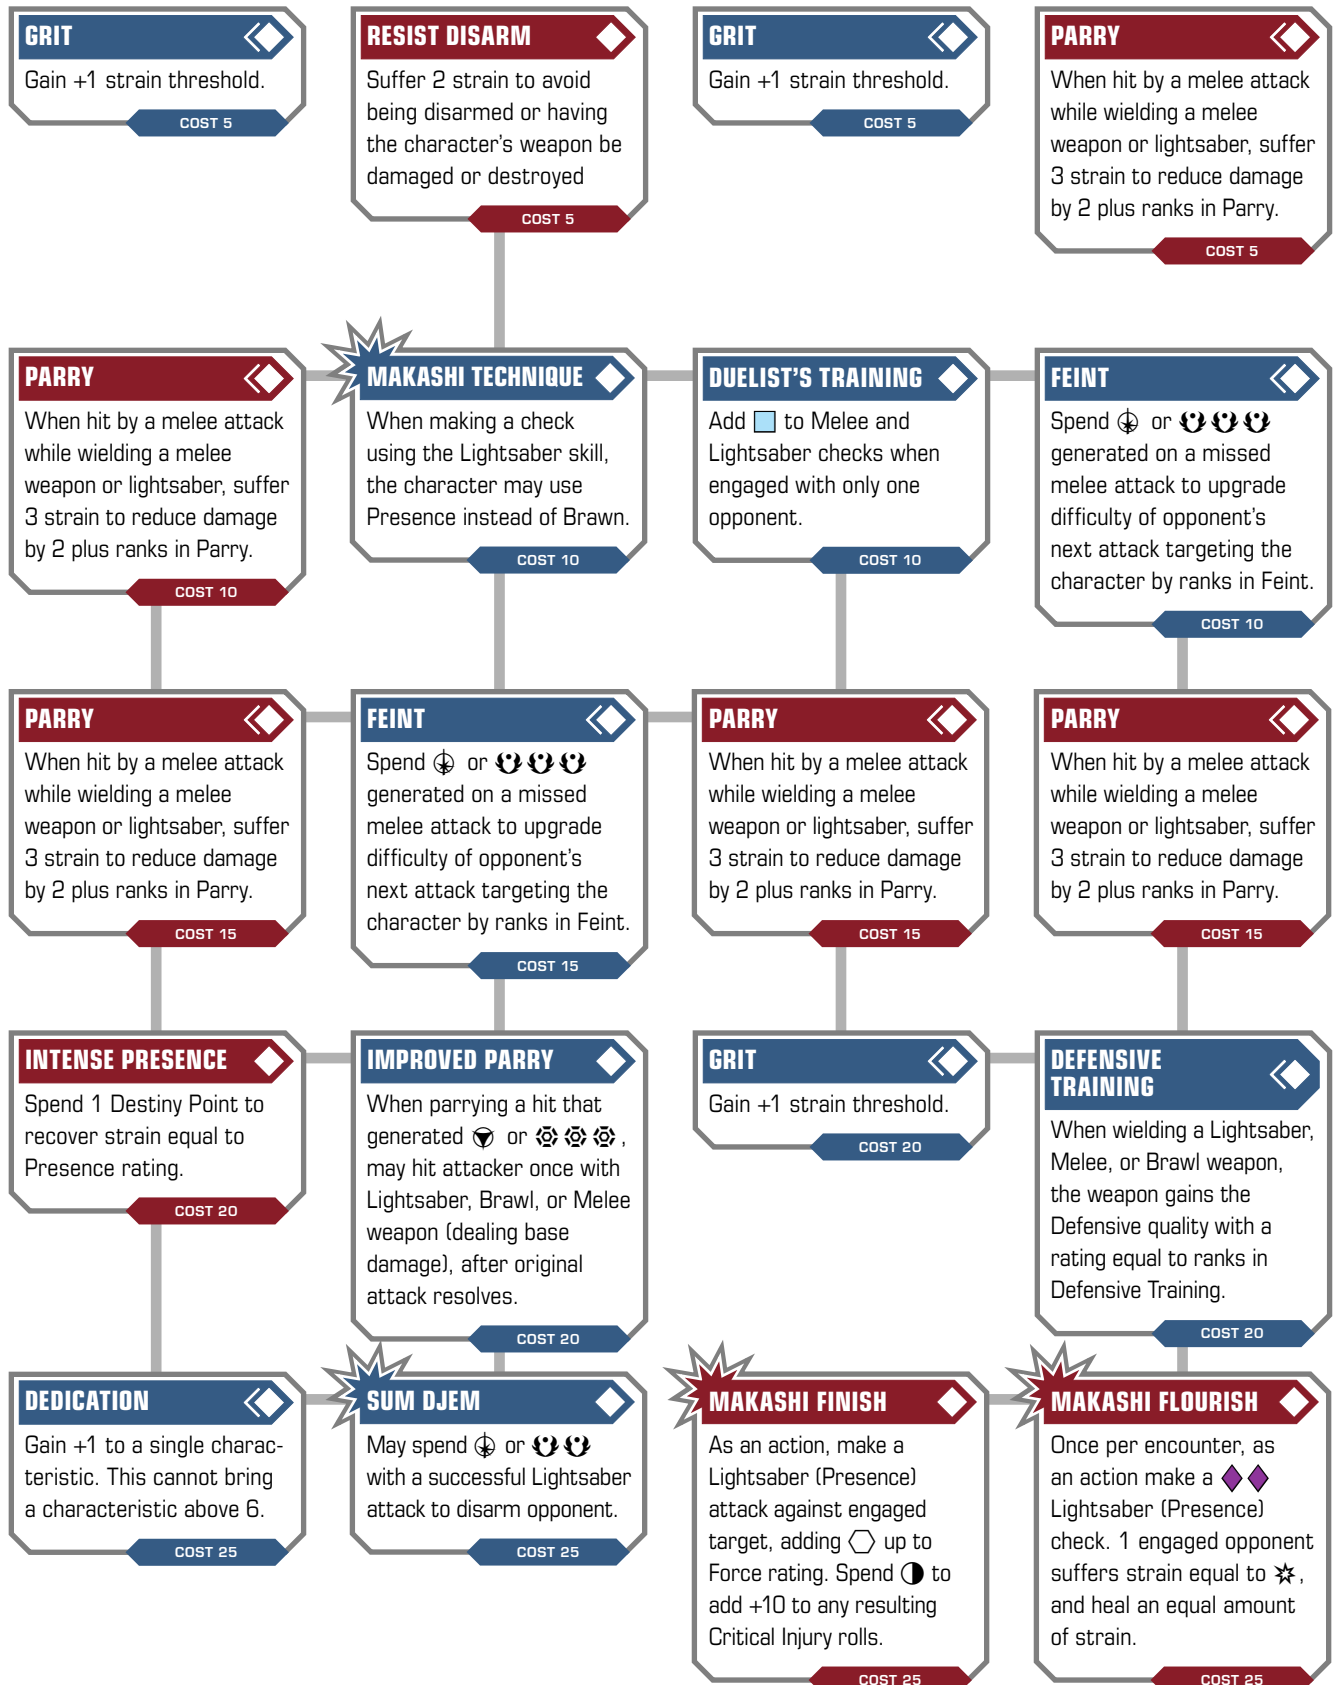 GRIT
Gain +1 strain threshold.
COST 5
RESIST DISARM
Suffer 2 strain to avoid
being disarmed or having
the character's weapon be
damaged or destroyed
COST 5
GRIT
Gain +1 strain threshold.
COST 5
PARRY
When hit by a melee attack
while wielding a melee
weapon or lightsaber, suffer
3 strain to reduce damage
by 2 plus ranks in Parry.
COST 5
PARRY
When hit by a melee attack
while wielding a melee
weapon or lightsaber, suffer
3 strain to reduce damage
by 2 plus ranks in Parry.
COST 10
MAKASHI TECHNIQUE
When making a check
using the Lightsaber skill,
the character may use
Presence instead of Brawn.
COST 10
DUELIST'S TRAINING
Add to Melee and
Lightsaber checks when
engaged with only one
opponent.
COST 10
FEINT
Spend or
generated on a missed
melee attack to upgrade
difficulty of opponent's
next attack targeting the
character by ranks in Feint.
COST 10
PARRY
When hit by a melee attack
while wielding a melee
weapon or lightsaber, suffer
3 strain to reduce damage
by 2 plus ranks in Parry.
COST 15
FEINT
Spend or
generated on a missed
melee attack to upgrade
difficulty of opponent's
next attack targeting the
character by ranks in Feint.
COST 15
PARRY
When hit by a melee attack
while wielding a melee
weapon or lightsaber, suffer
3 strain to reduce damage
by 2 plus ranks in Parry.
COST 15
PARRY
When hit by a melee attack
while wielding a melee
weapon or lightsaber, suffer
3 strain to reduce damage
by 2 plus ranks in Parry.
COST 15
INTENSE PRESENCE
Spend 1 Destiny Point to
recover strain equal to
Presence rating.
COST 20
IMPROVED PARRY
When parrying a hit that
generated or ,
may hit attacker once with
Lightsaber, Brawl, or Melee
weapon (dealing base
damage), after original
attack resolves.
COST 20
GRIT
Gain +1 strain threshold.
COST 20
DEFENSIVE
TRAINING
When wielding a Lightsaber,
Melee, or Brawl weapon,
the weapon gains the
Defensive quality with a
rating equal to ranks in
Defensive Training.
COST 20
DEDICATION
Gain +1 to a single charac-
teristic. This cannot bring
a characteristic above 6.
COST 25
SUM DJEM
May spend or
with a successful Lightsaber
attack to disarm opponent.
COST 25
MAKASHI FINISH
As an action, make a
Lightsaber (Presence)
attack against engaged
target, adding up to
Force rating. Spend to
add +10 to any resulting
Critical Injury rolls.
COST 25
MAKASHI FLOURISH
Once per encounter, as
an action make a
Lightsaber (Presence)
check. 1 engaged opponent
suffers strain equal to ,
and heal an equal amount
of strain.
COST 25